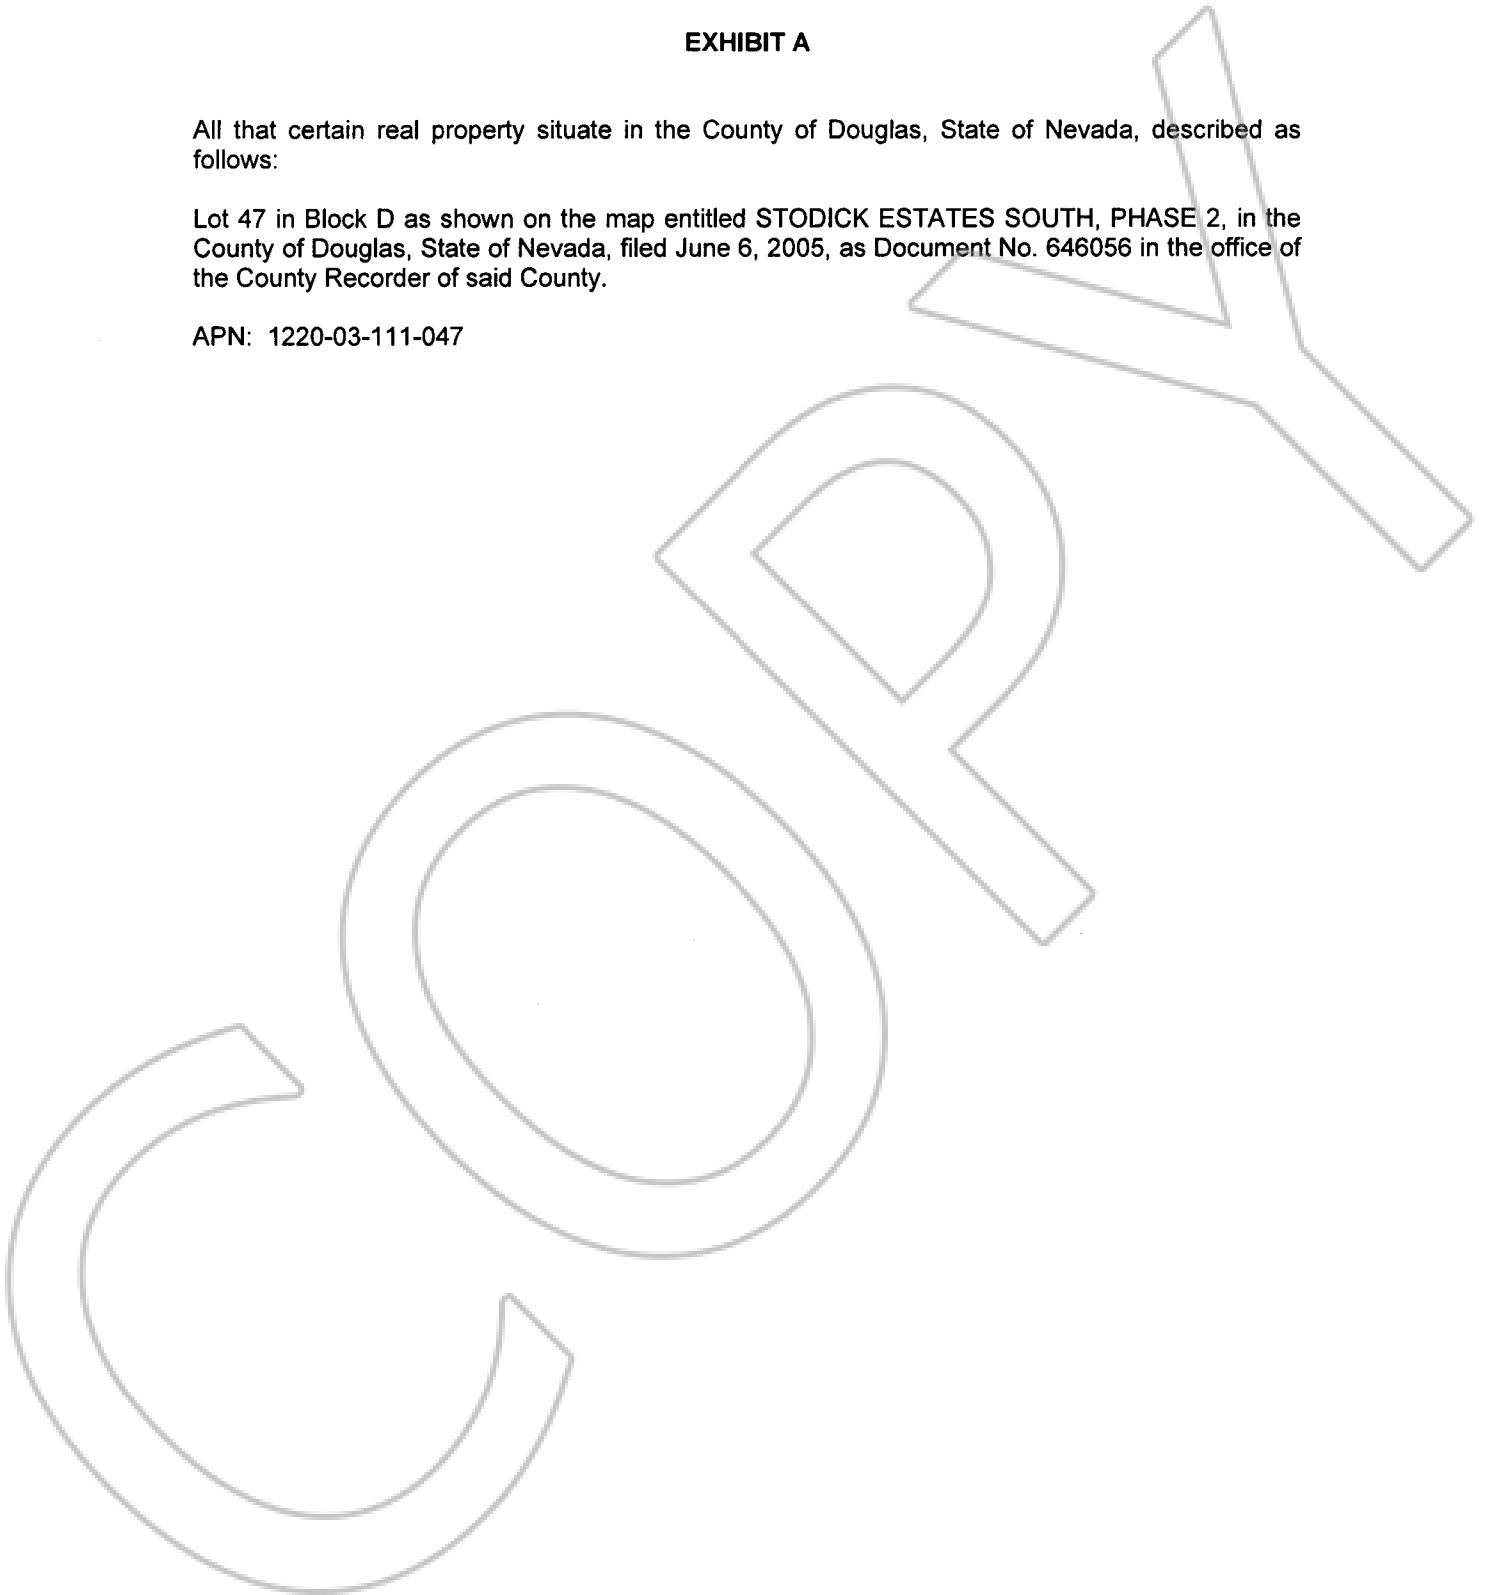 EXHIBIT A
All that certain real property situate in the County of Douglas, State of Nevada, described as
follows:
Lot 47 in Block D as shown on the map entitled STODICK ESTATES SOUTH, PHASE 2, in the
County of Douglas, State of Nevada, filed June 6, 2005, as Document No. 646056 in the office of
the County Recorder of said County.
APN: 1220-03-111-047
COPY